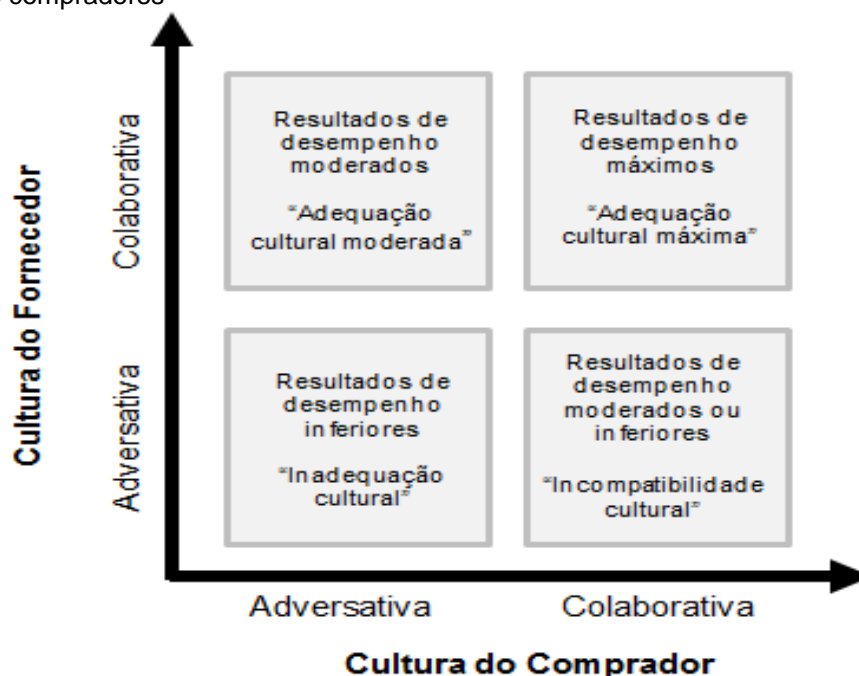 compradores
Cultura do Fornecedor
Colaborativa
Adversativa
Resultados de
desempenho
moderados
“Adequação
cultural moderada”
Resultados de
desempenho
máximos
“Adequação
cultural máxima”
Resultados de
desempenho
inferiores
“Inadequação
cultural”
Resultados de
desempenho
moderados ou
inferiores
“Incompatibilidade
cultural”
Adversativa
Colaborativa
Cultura do Comprador